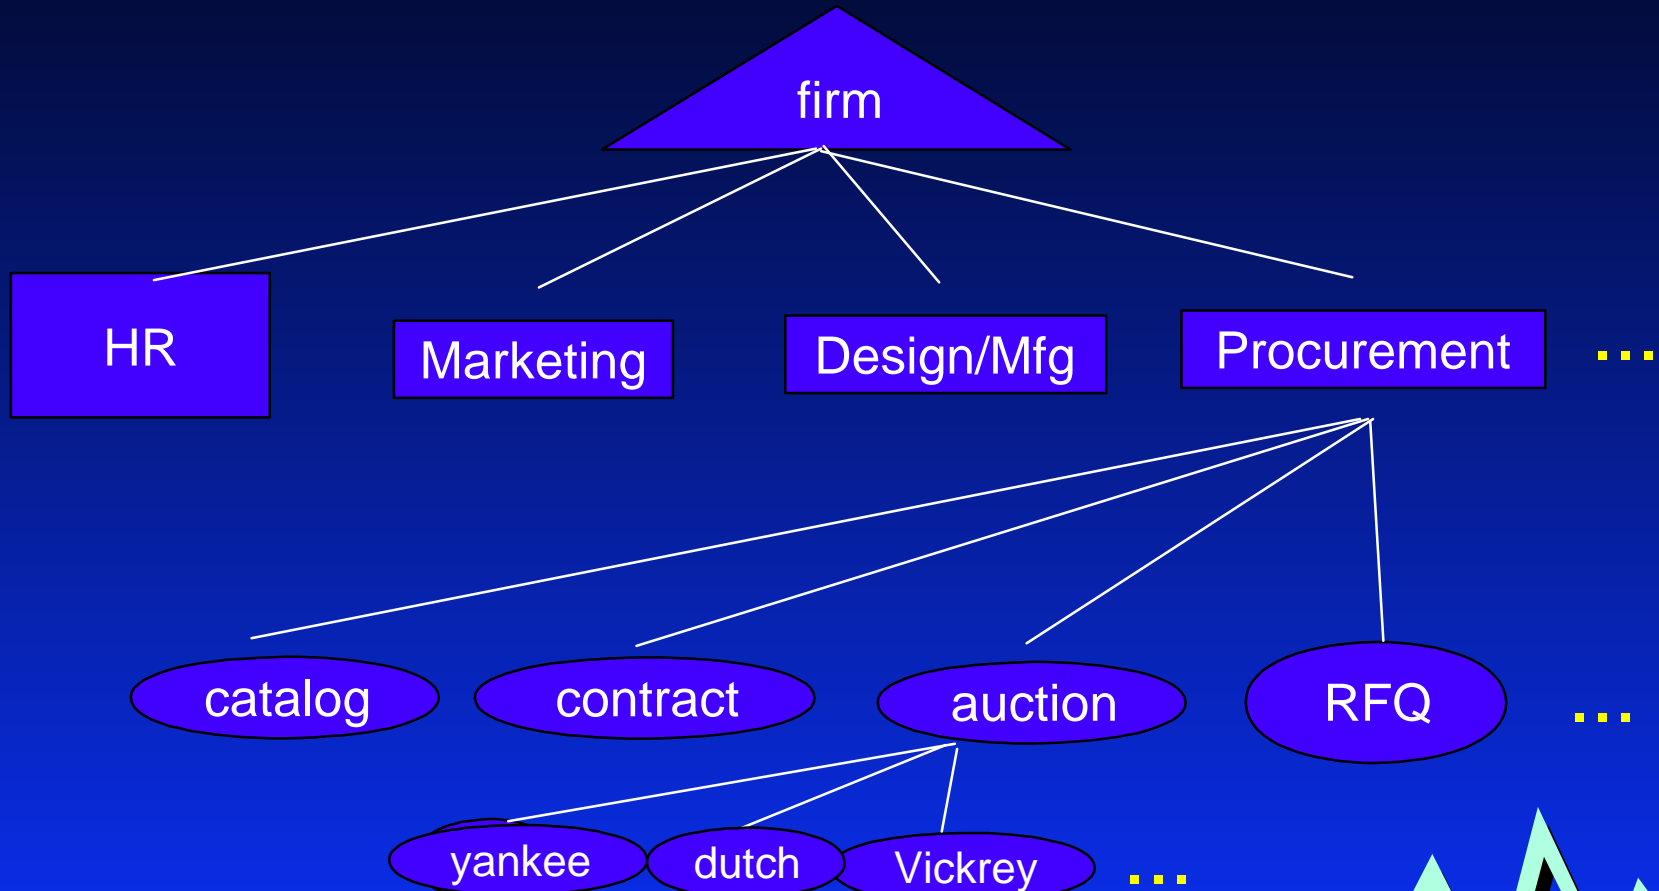 firm
HR
Marketing
Design/Mfg
Procurement
...
catalog
contract
auction
RFQ
...
yankee
dutch
Vickrey
...